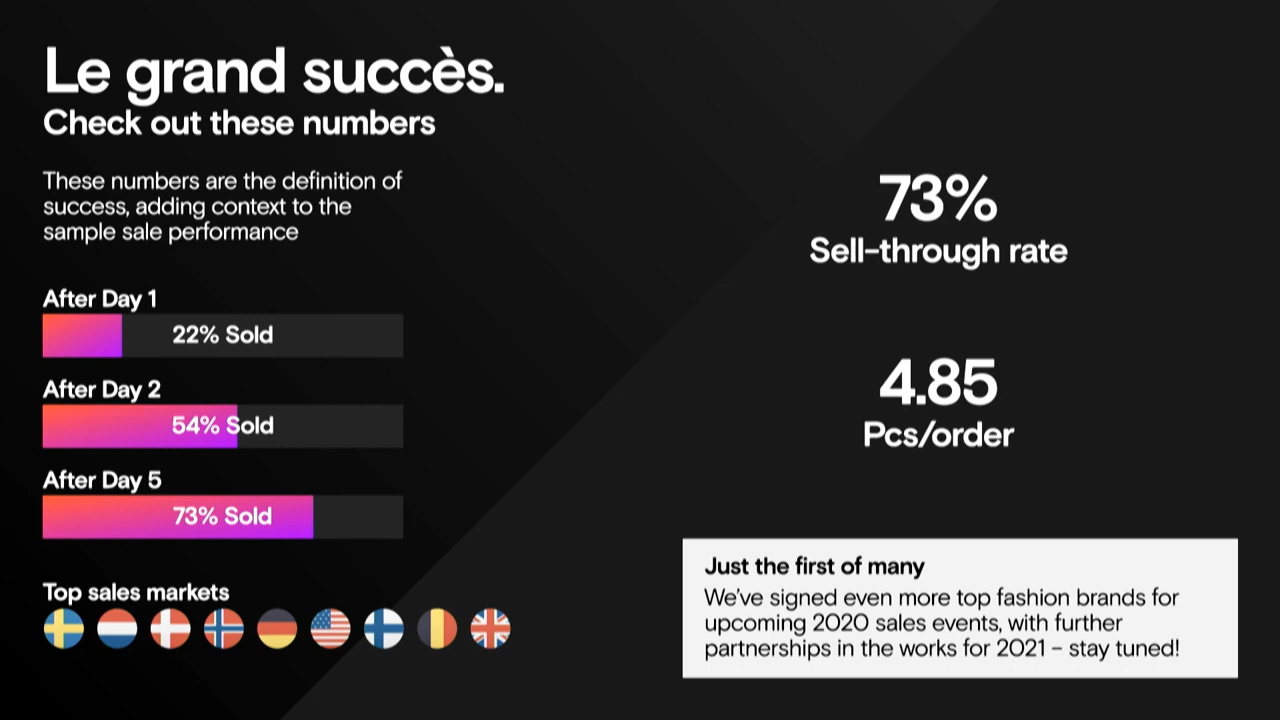 Le grand succès.
Check out these numbers
These numbers are the definition of
success, adding context to the
sample sale performance
After Day 1
22% Sold
After Day 2
54% Sold
After Day 5
73% Sold
Top sales markets
73%
Sell-through rate
4.85
Pcs/order
Just the first of many
We've signed even more top fashion brands for
upcoming 2020 sales events, with further
partnerships in the works for 2021 – stay tuned!